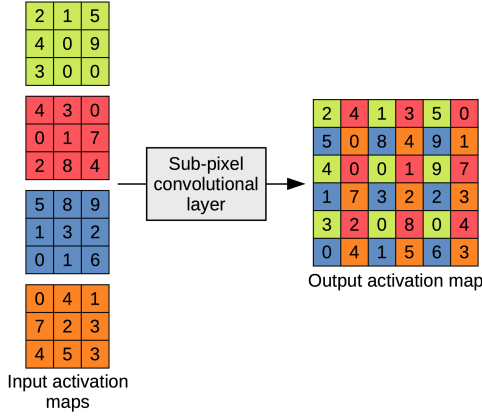 2 1 5
4 0 9
3 0 0
4 3 0
0 1 7
2 8 4
5 8 9
1 3 2
0 1 6
0 4 1
7 2 3
4 5 3
Input activation
maps
Sub-pixel
convolutional
layer
2 4 1 3 5 0
5 0 8 4 9 1
4 0 0 1 9 7
1 7 3 2 2 3
3 2 0 8 0 4
0 4 1 5 6 3
Output activation map